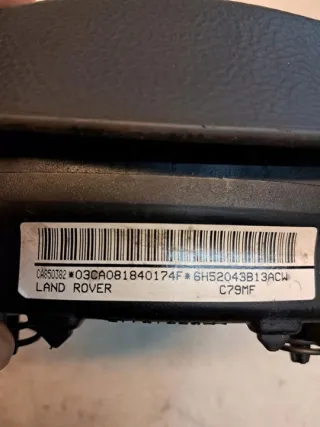 CA850382 *03CA081840174F* 6H52043B13ACW*
LAND ROVER C79MF